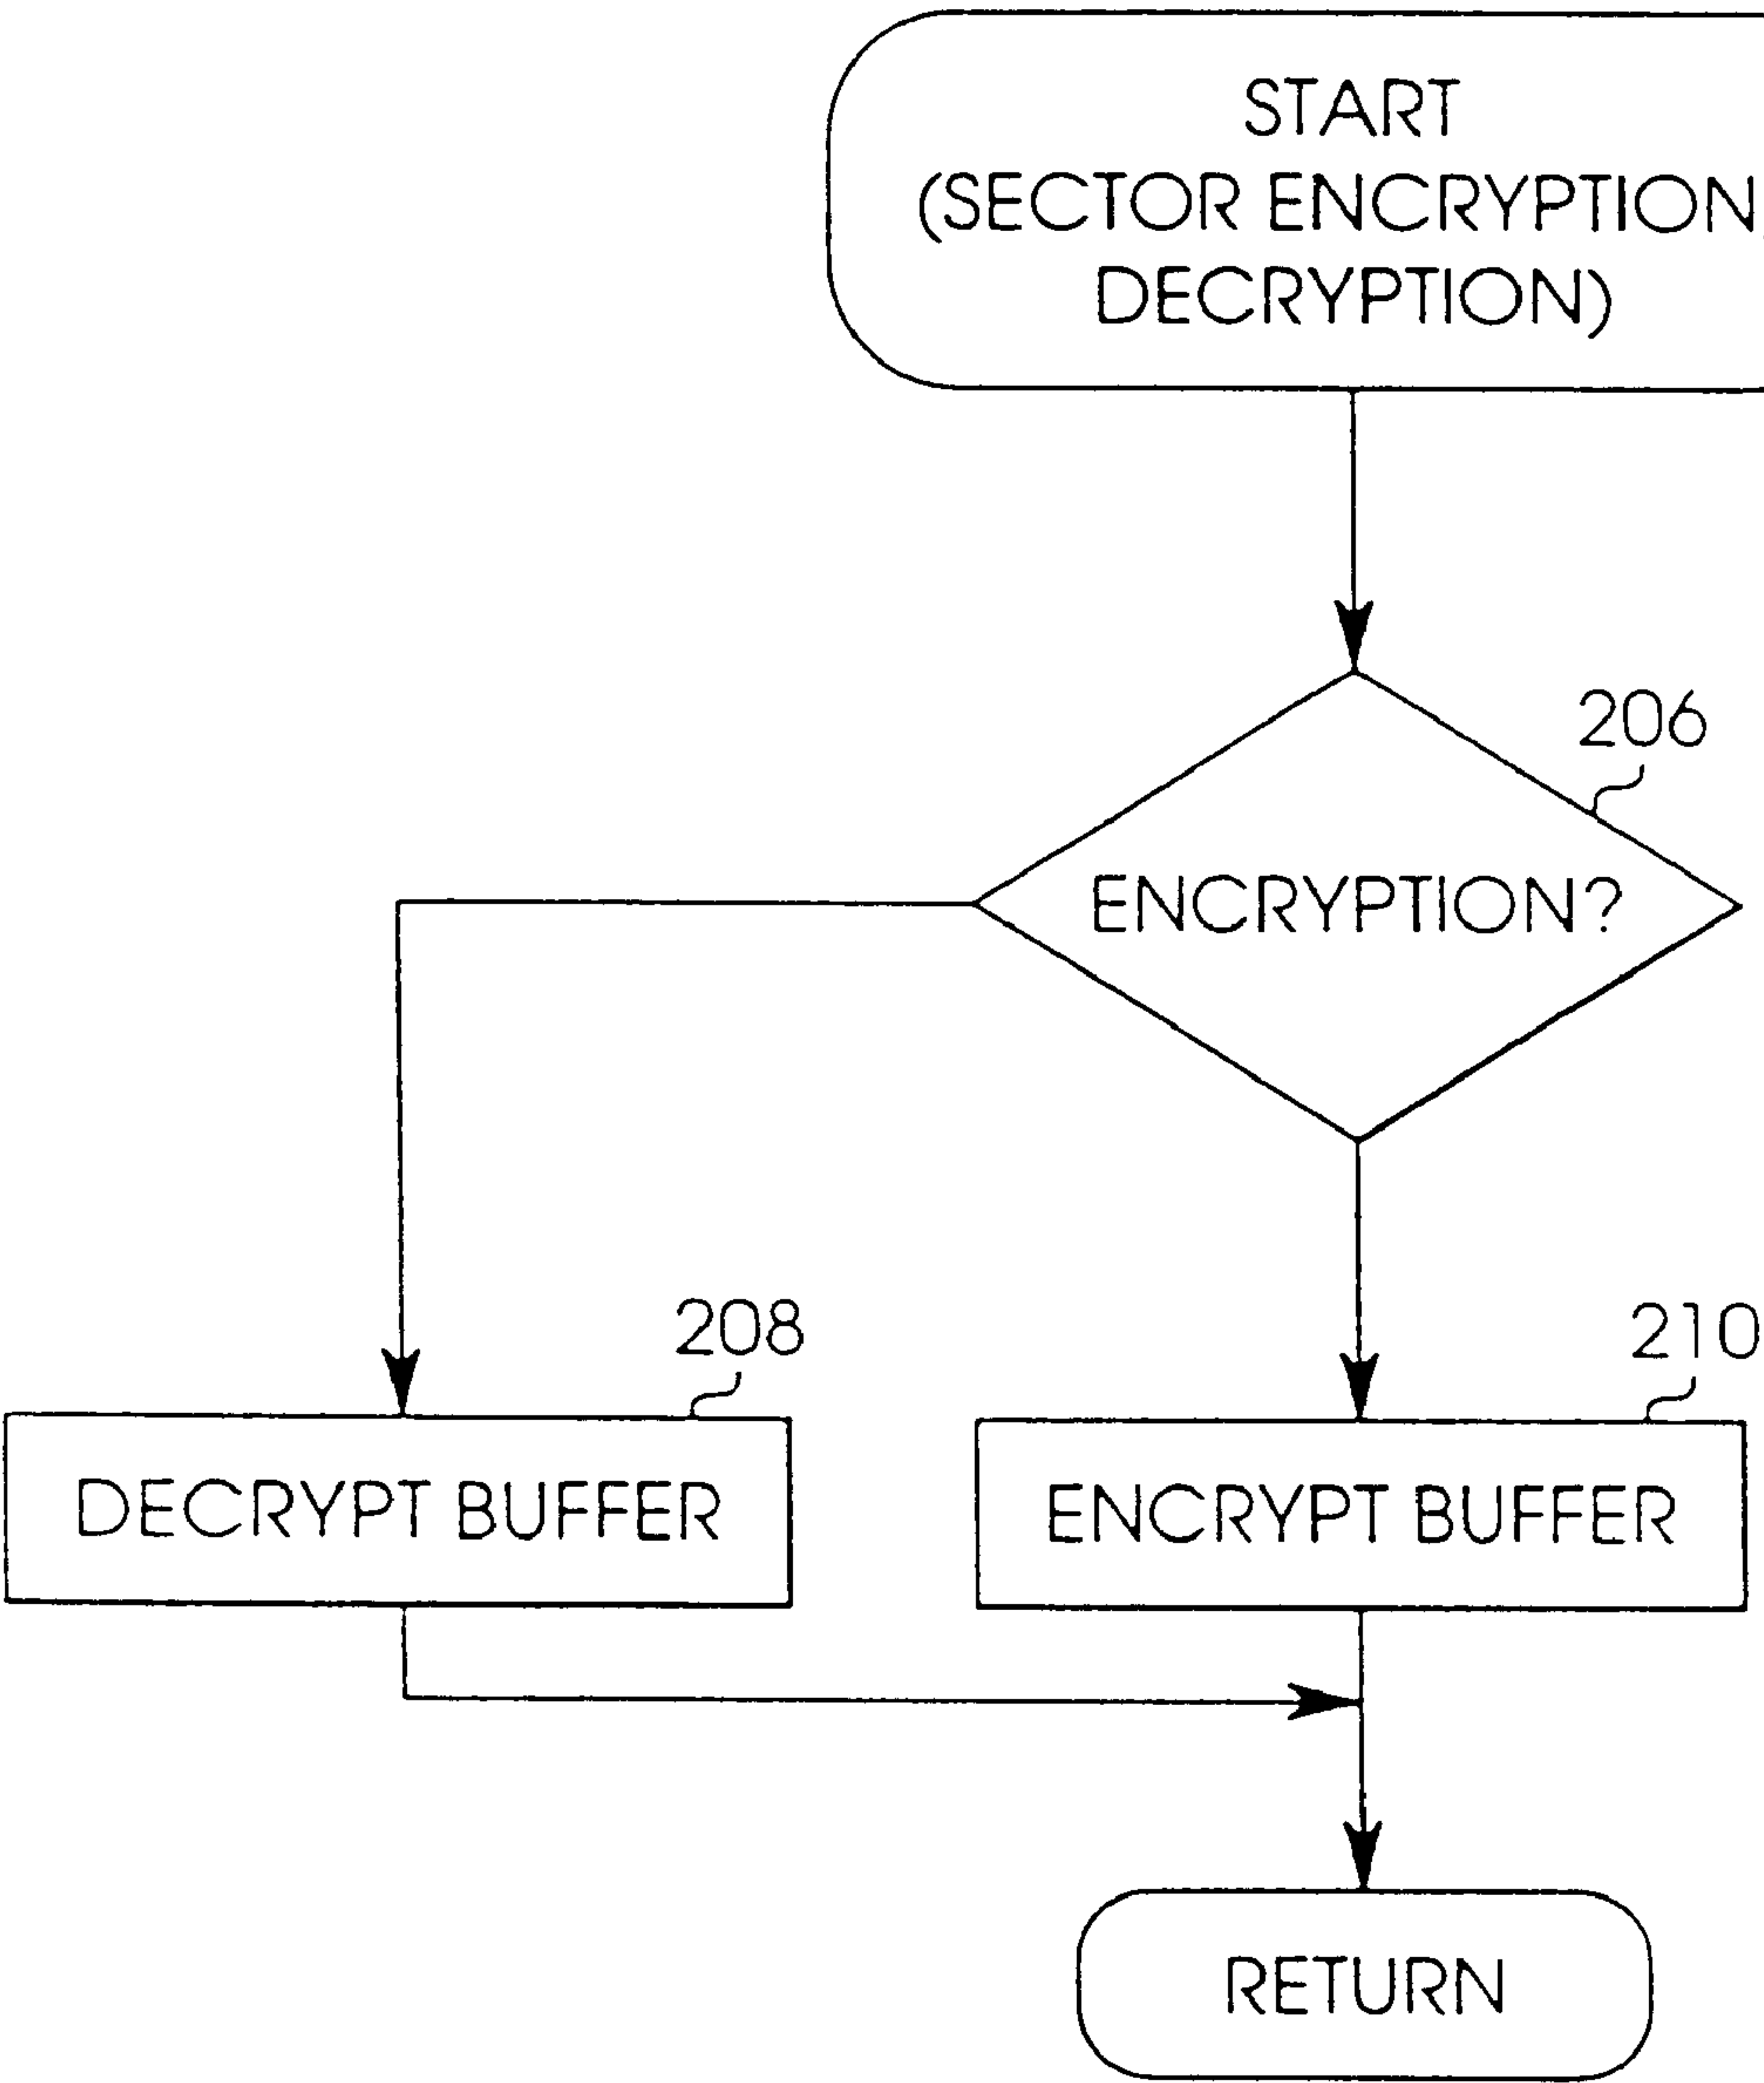 START
(SECTOR ENCRYPTION
DECRYPTION)
206
ENCRYPTION?
208
210
DECRYPT BUFFER
ENCRYPT BUFFER
RETURN